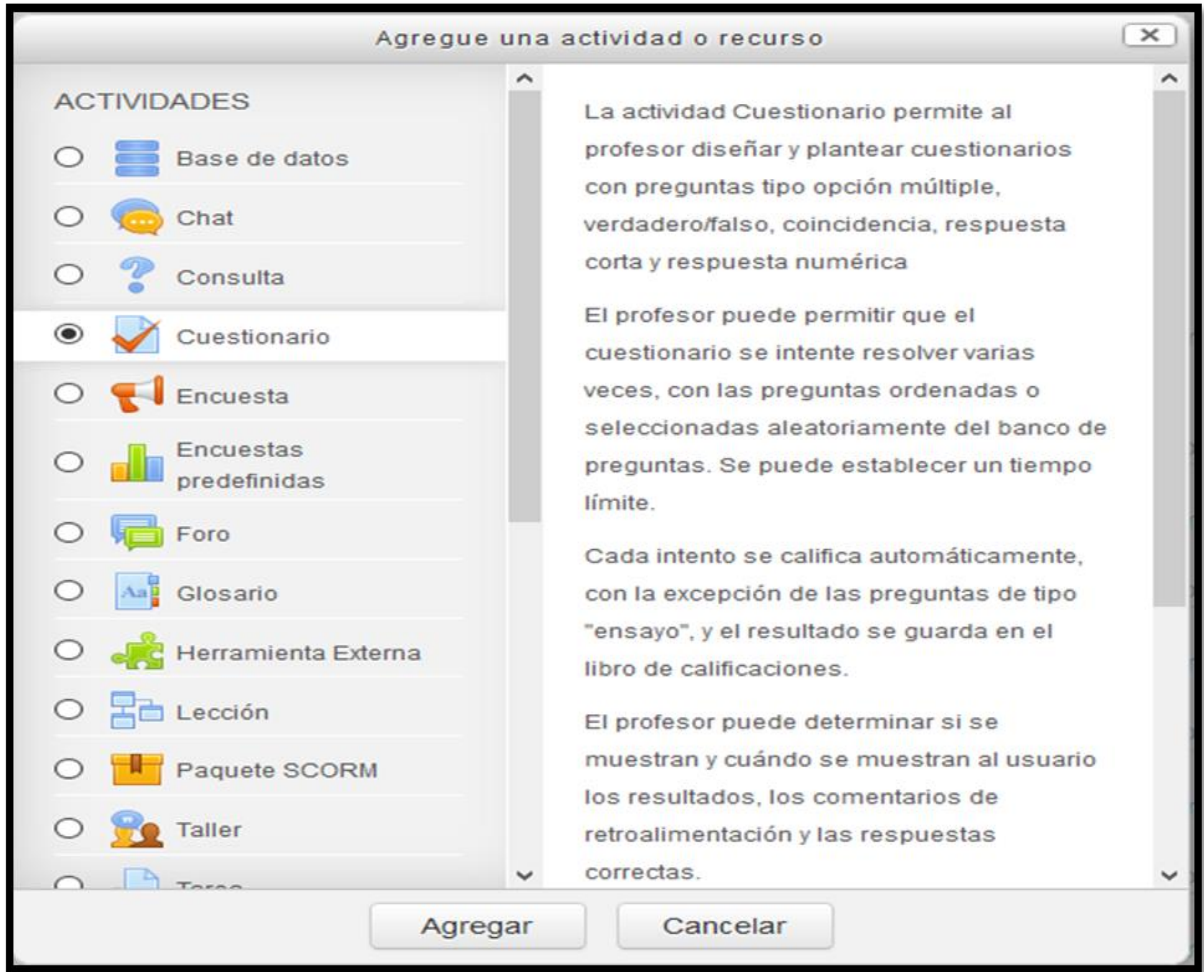 Agregue una actividad o recurso
ACTIVIDADES
Base de datos
Chat
Consulta
Cuestionario
Encuesta
Encuestas
predefinidas
Foro
Glosario
Herramienta Externa
Lección
Paquete SCORM
Taller
La actividad Cuestionario permite al
profesor diseñar y plantear cuestionarios
con preguntas tipo opción múltiple,
verdadero/falso, coincidencia, respuesta
corta y respuesta numérica
El profesor puede permitir que el
cuestionario se intente resolver varias
veces, con las preguntas ordenadas o
seleccionadas aleatoriamente del banco de
preguntas. Se puede establecer un tiempo
límite.
Cada intento se califica automáticamente,
con la excepción de las preguntas de tipo
"ensayo", y el resultado se guarda en el
libro de calificaciones.
El profesor puede determinar si se
muestran y cuándo se muestran al usuario
los resultados, los comentarios de
retroalimentación y las respuestas
correctas.
Agregar
Cancelar